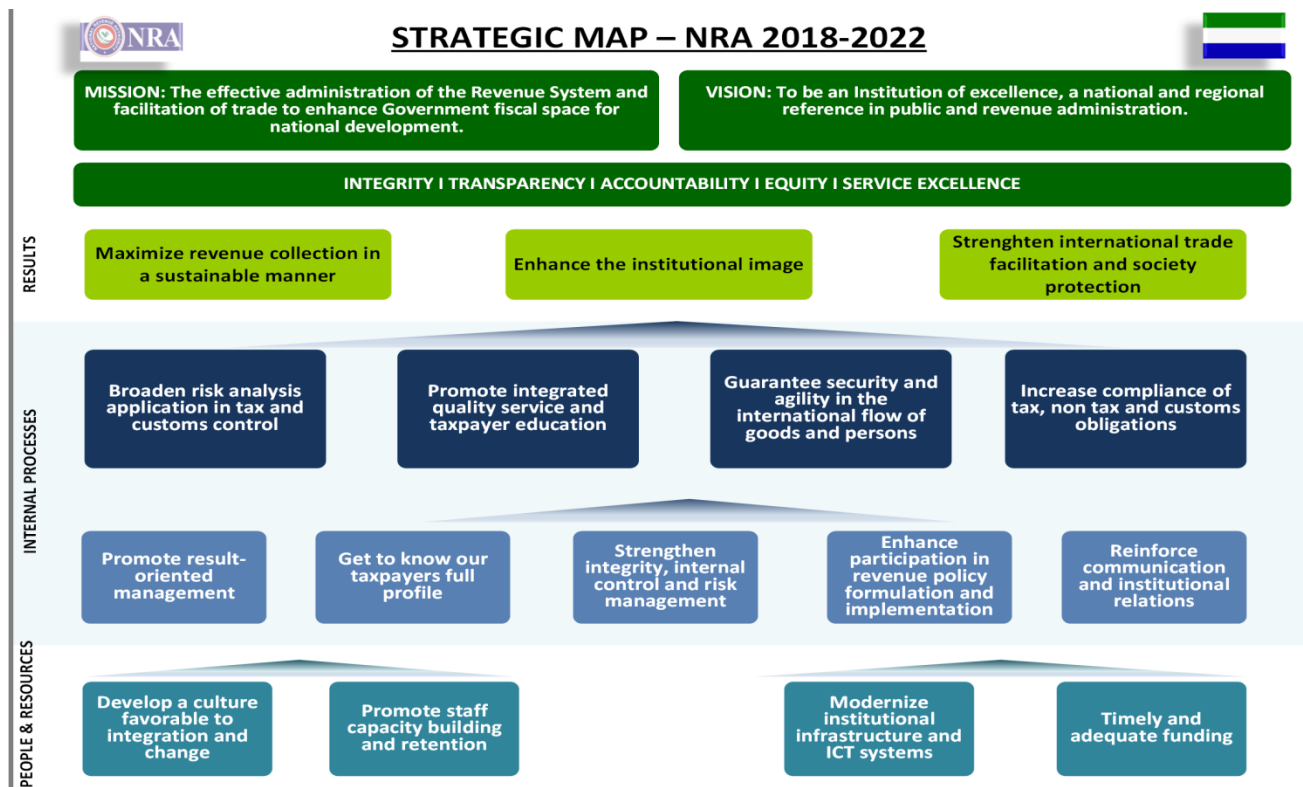 NRA
STRATEGIC MAP – NRA 2018-2022
MISSION: The effective administration of the Revenue System and
facilitation of trade to enhance Government fiscal space for
national development.
VISION: To be an Institution of excellence, a national and regional
reference in public and revenue administration.
INTEGRITY I TRANSPARENCY I ACCOUNTABILITY I EQUITY I SERVICE EXCELLENCE
RESULTS
Maximize revenue collection in
a sustainable manner
Enhance the institutional image
Strenghten international trade
facilitation and society
protection
INTERNAL PROCESSES
Broaden risk analysis
application in tax and
customs control
Promote integrated
quality service and
taxpayer education
Guarantee security and
agility in the
international flow of
goods and persons
Increase compliance of
tax, non tax and customs
obligations
Promote result-
oriented
management
Get to know our
taxpayers full
profile
Strengthen
integrity, internal
control and risk
management
Enhance
participation in
revenue policy
formulation and
implementation
Reinforce
communication
and institutional
relations
PEOPLE & RESOURCES
Develop a culture
favorable to
integration and
change
Promote staff
capacity building
and retention
Modernize
institutional
infrastructure and
ICT systems
Timely and
adequate funding